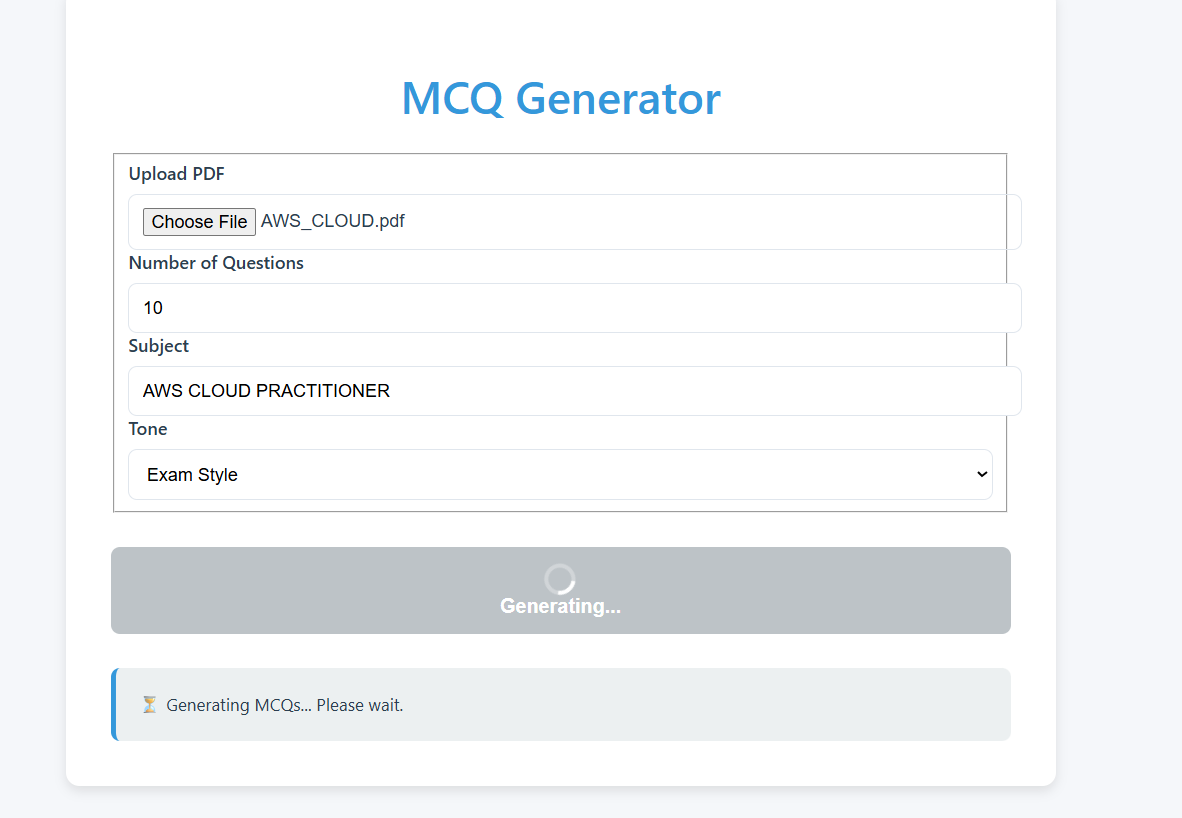 MCQ Generator
Upload PDF
Choose File AWS_CLOUD.pdf
Number of Questions
10
Subject
AWS CLOUD PRACTITIONER
Tone
Exam Style
Generating...
⏳ Generating MCQs... Please wait.